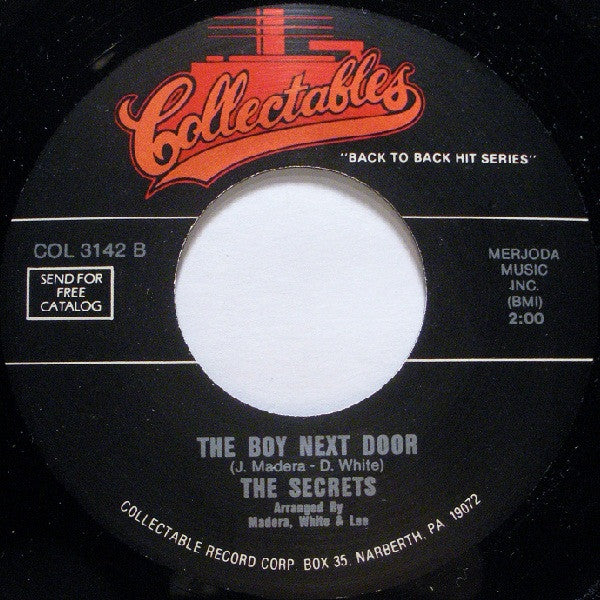 Collectables
"BACK TO BACK HIT SERIES"
COL 3142 B
SEND FOR
FREE
CATALOG
MERJODA
MUSIC
INC.
(BMI)
2:00
THE BOY NEXT DOOR
(J. Madera - D. White)
THE SECRETS
Arranged By
Madera, White & Lee
COLLECTABLE RECORD CORP. BOX 35, NARBERTH, PA 19072